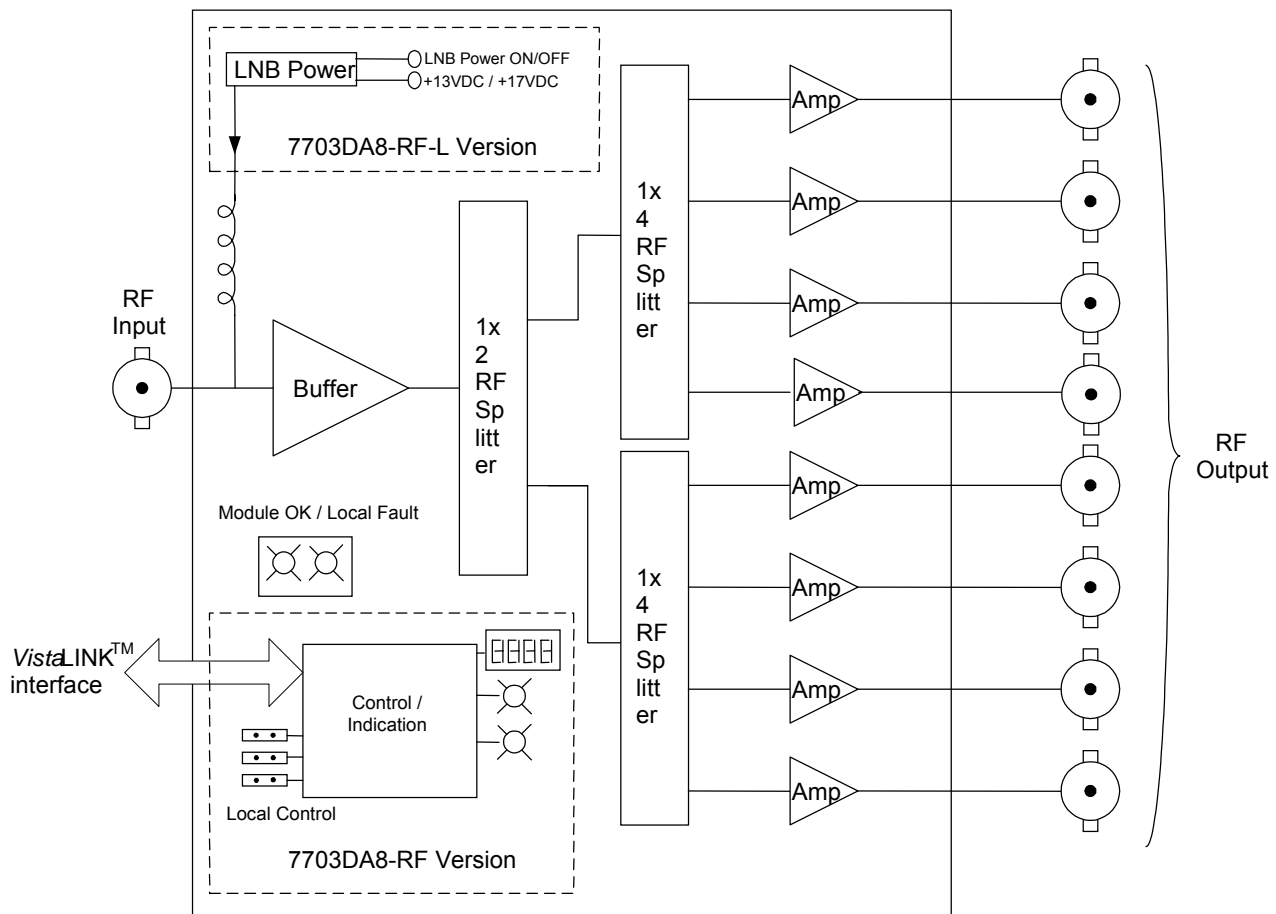 LNB Power
LNB Power ON/OFF
+13VDC / +17VDC
7703DA8-RF-L Version
RF
Input
Buffer
1x
2
RF
Sp
litt
er
1x
4
RF
Sp
litt
er
1x
4
RF
Sp
litt
er
Amp
Amp
Amp
Amp
Amp
Amp
Amp
Amp
RF
Output
Module OK / Local Fault
VistaLINK™
interface
Control /
Indication
8888
Local Control
7703DA8-RF Version